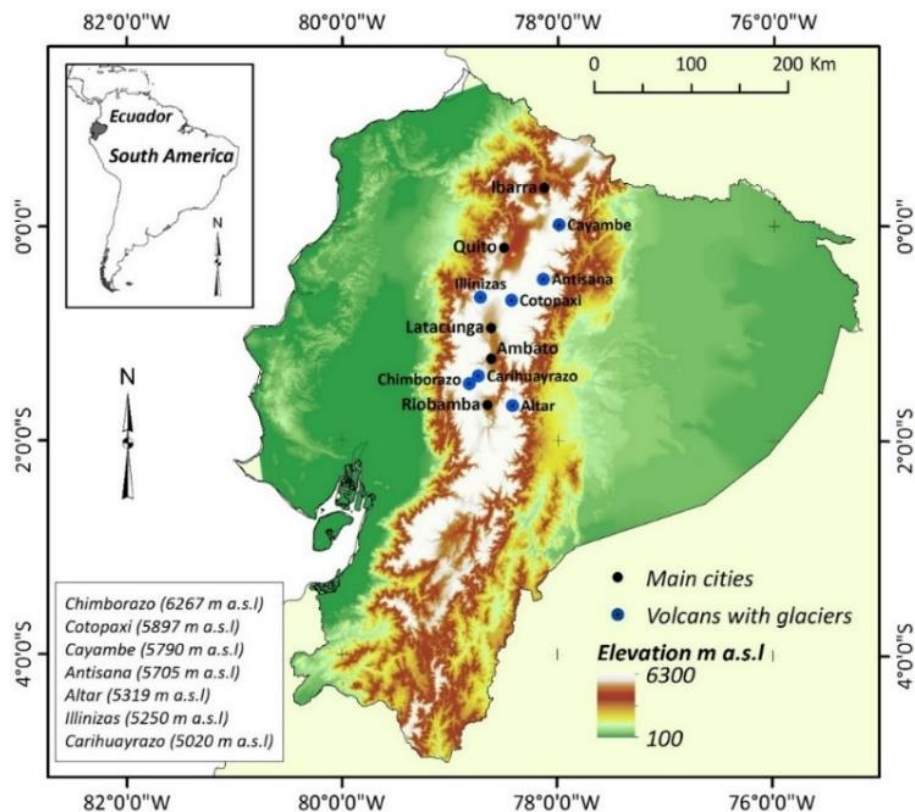 82°0'0"W
80°0'0"W
78°0'0"W
76°0'0"W
0
100
200 Km
Ecuador
South America
N
Ibarra
0°0'0"
Cayambe
0°0'0"
Quito
Antisana
Illinizas
Cotopaxi
Latacunga
Ambato
Carihuayrazo
Chimborazo
N
Riobamba
Altar
2°0'0"S
2°0'0"S
Main cities
Volcans with glaciers
Elevation m a.s.l
6300
100
Chimborazo (6267 m a.s.l)
Cotopaxi (5897 m a.s.l)
Cayambe (5790 m a.s.l)
Antisana (5705 m a.s.l)
Altar (5319 m a.s.l)
Illinizas (5250 m a.s.l)
Carihuayrazo (5020 m a.s.l)
4°0'0"S
4°0'0"S
82°0'0"W
80°0'0"W
78°0'0"W
76°0'0"W